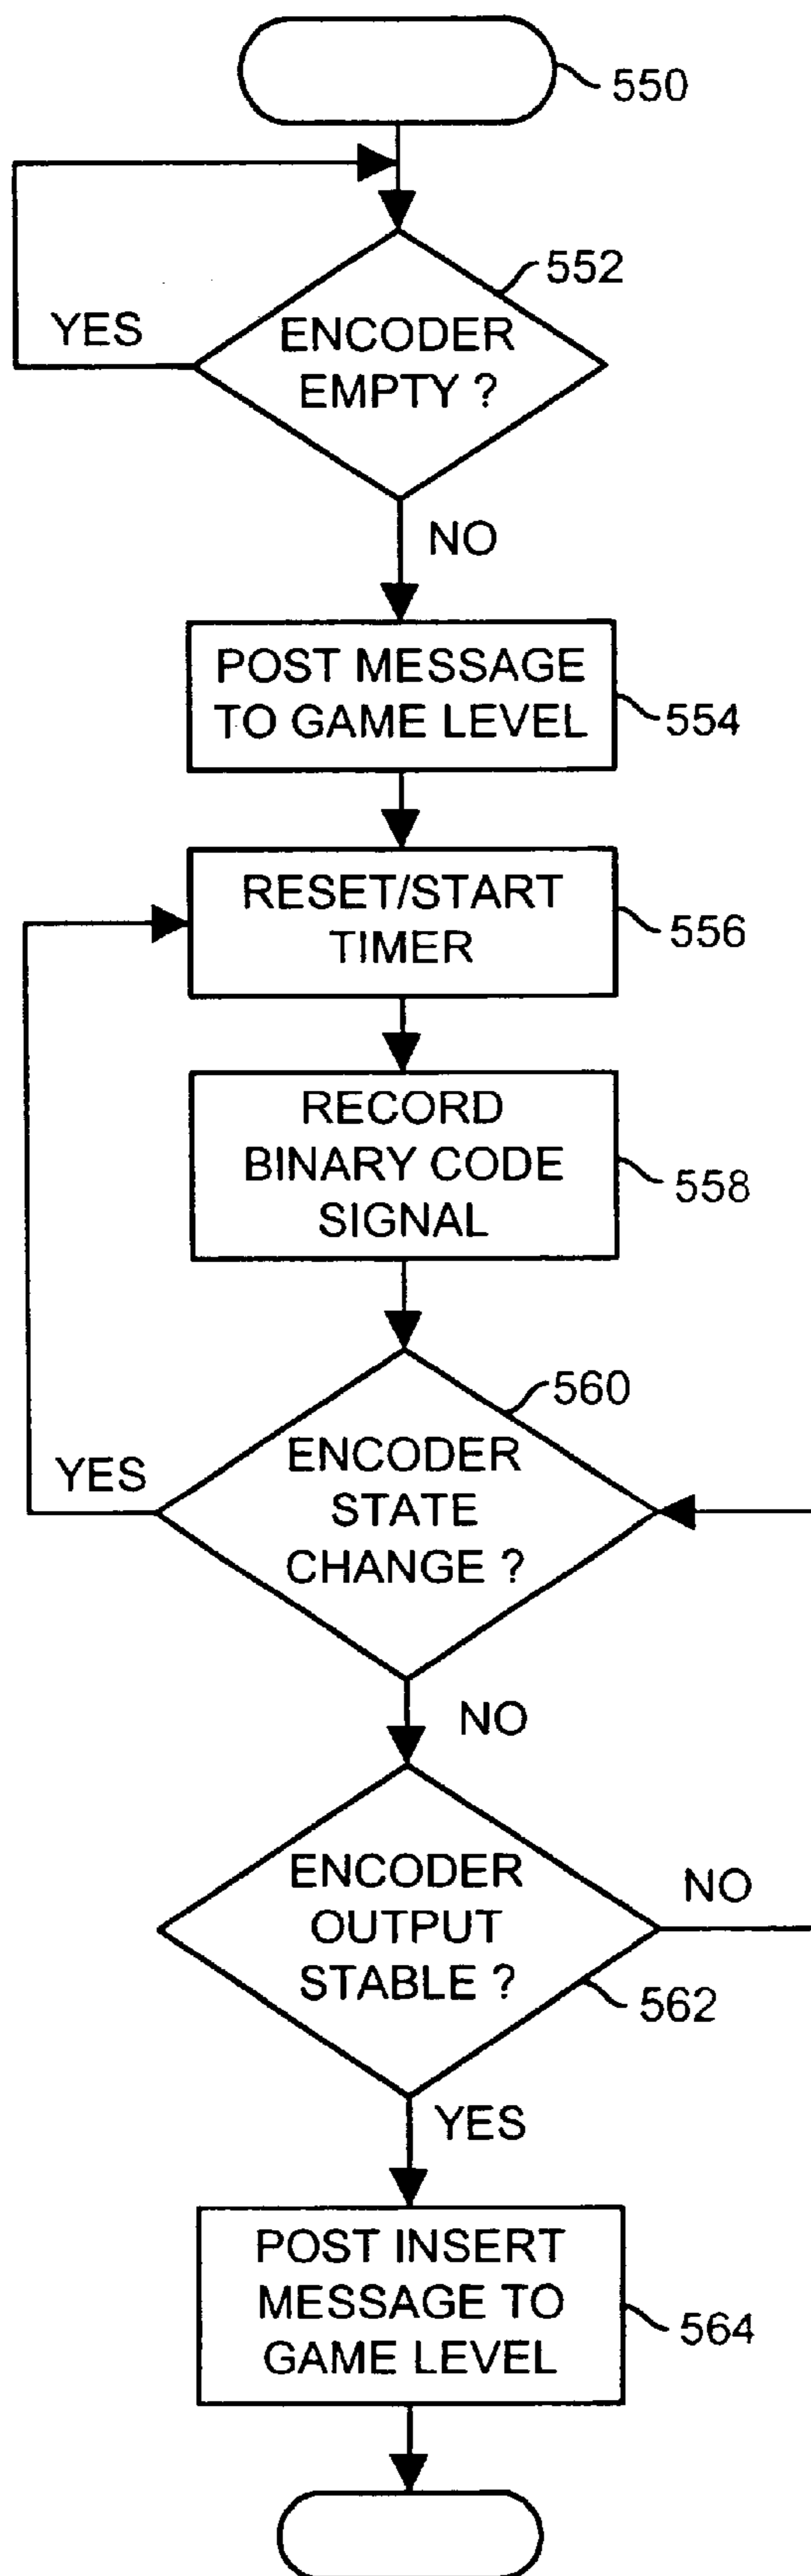 550
552
YES
ENCODER
EMPTY ?
NO
POST MESSAGE
TO GAME LEVEL
554
RESET/START
TIMER
556
RECORD
BINARY CODE
SIGNAL
558
560
YES
ENCODER
STATE
CHANGE ?
NO
ENCODER
OUTPUT
STABLE ?
NO
562
YES
POST INSERT
MESSAGE TO
GAME LEVEL
564